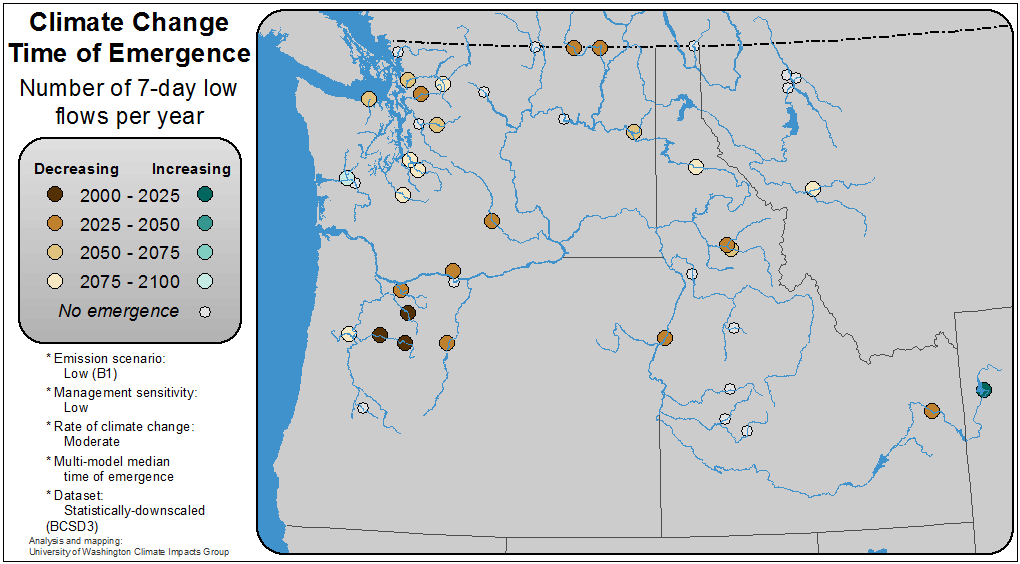 Climate Change
Time of Emergence
Number of 7-day low
flows per year
Decreasing Increasing
2000 - 2025
2025 - 2050
2050 - 2075
2075 - 2100
No emergence
* Emission scenario:
Low (B1)
* Management sensitivity:
Low
* Rate of climate change:
Moderate
* Multi-model median
time of emergence
* Dataset:
Statistically-downscaled
(BCSD3)
Analysis and mapping:
University of Washington Climate Impacts Group